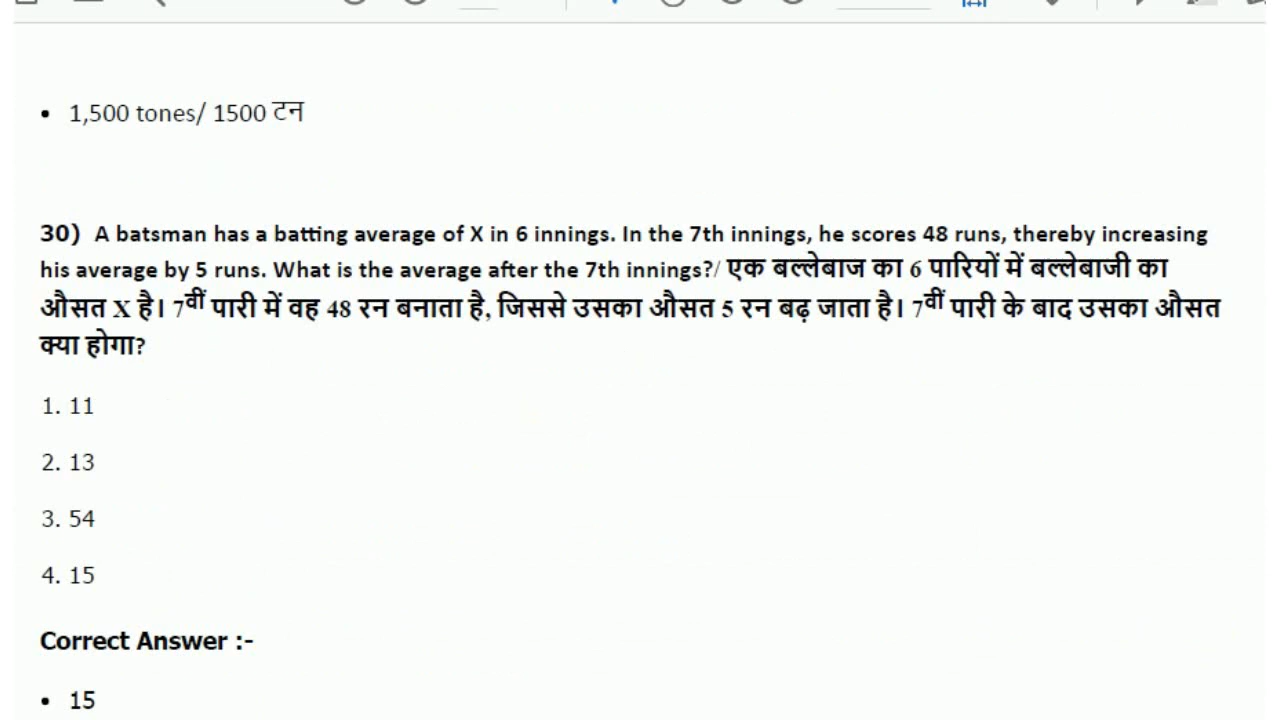 • 1,500 tones/ 1500 टन
30) A batsman has a batting average of X in 6 innings. In the 7th innings, he scores 48 runs, thereby increasing
his average by 5 runs. What is the average after the 7th innings?/ एक बल्लेबाज का 6 पारियों में बल्लेबाजी का
औसत X है। 7वीं पारी में वह 48 रन बनाता है, जिससे उसका औसत 5 रन बढ़ जाता है। 7वीं पारी के बाद उसका औसत
क्या होगा?
1. 11
2. 13
3. 54
4. 15
Correct Answer :-
• 15